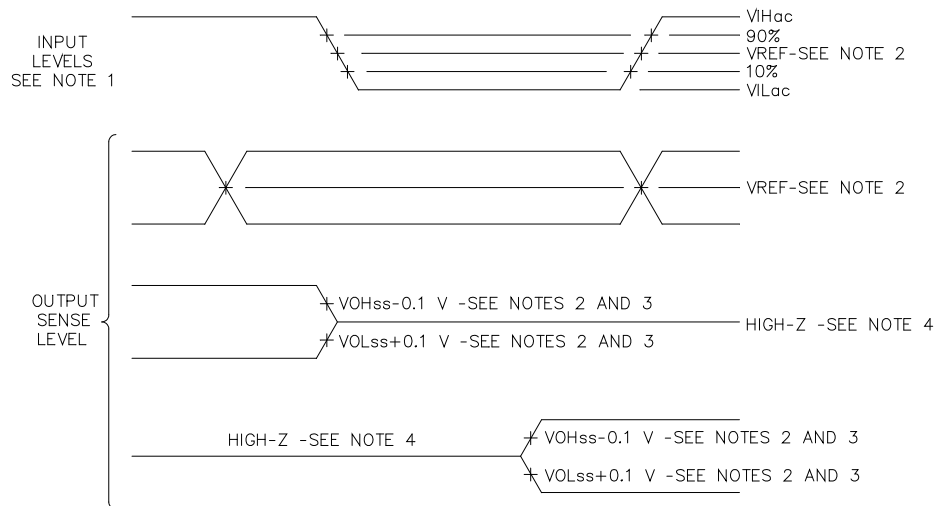 INPUT
LEVELS
SEE NOTE 1
VIHac
90%
VREF-SEE NOTE 2
10%
VILac
VREF-SEE NOTE 2
OUTPUT
SENSE
LEVEL
VOHss-0.1 V -SEE NOTES 2 AND 3
HIGH-Z -SEE NOTE 4
VOLss+0.1 V -SEE NOTES 2 AND 3
HIGH-Z -SEE NOTE 4
VOHss-0.1 V -SEE NOTES 2 AND 3
VOLss+0.1 V -SEE NOTES 2 AND 3